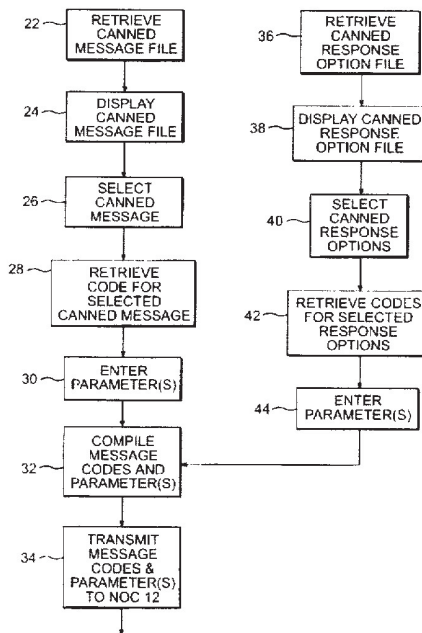 22
RETRIEVE
CANNED
MESSAGE FILE
24
DISPLAY
CANNED
MESSAGE FILE
26
SELECT
CANNED
MESSAGE
28
RETRIEVE
CODE FOR
SELECTED
CANNED MESSAGE
30
ENTER
PARAMETER(S)
32
COMPILE
MESSAGE
CODES AND
PARAMETER(S)
34
TRANSMIT
MESSAGE
CODES &
PARAMETER(S)
TO NOC 12
36
RETRIEVE
CANNED
RESPONSE
OPTION FILE
38
DISPLAY CANNED
RESPONSE
OPTION FILE
40
SELECT
CANNED
RESPONSE
OPTIONS
42
RETRIEVE CODES
FOR SELECTED
RESPONSE
OPTIONS
44
ENTER
PARAMETER(S)